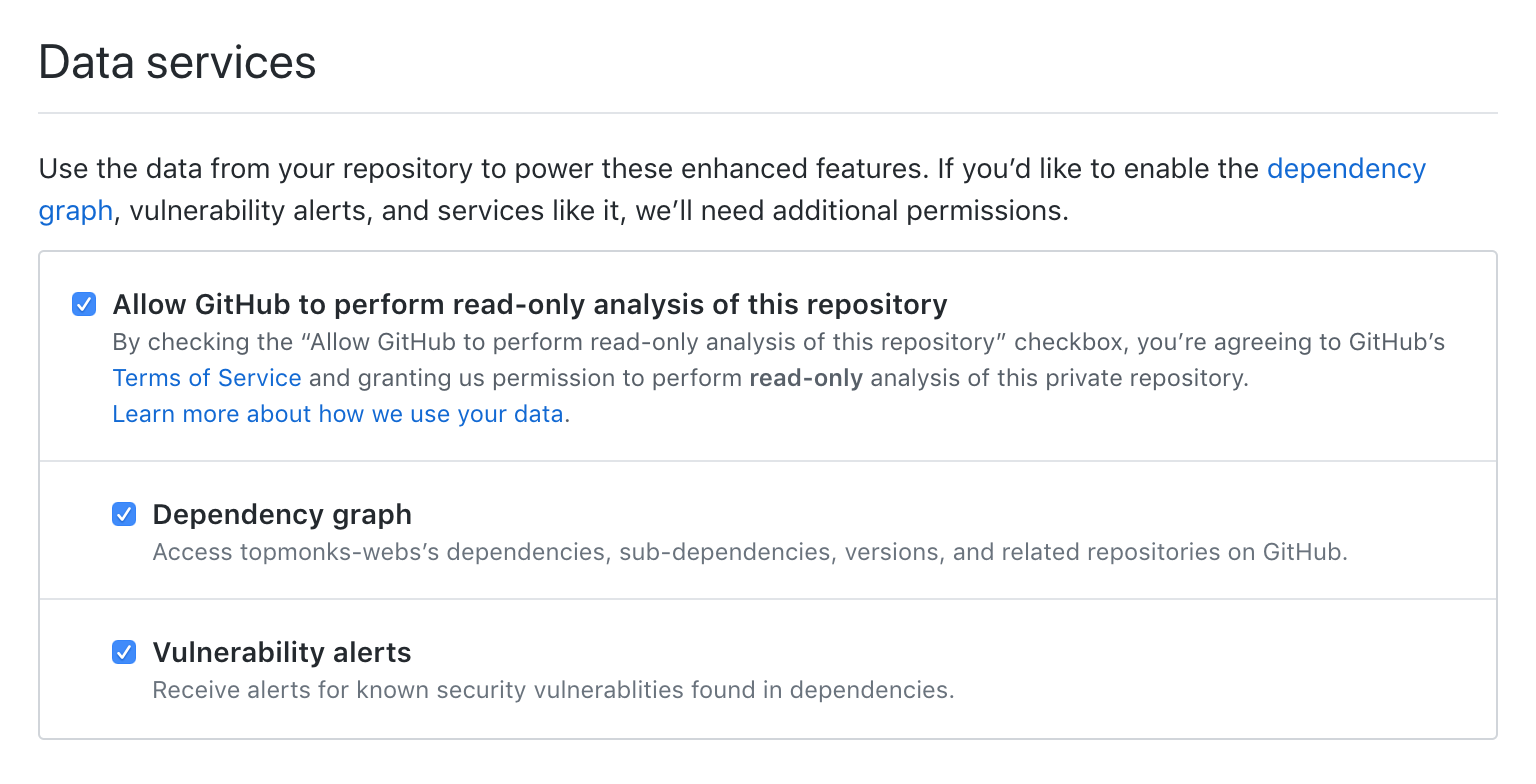 Data services
Use the data from your repository to power these enhanced features. If you’d like to enable the dependency
graph, vulnerability alerts, and services like it, we’ll need additional permissions.
Allow GitHub to perform read-only analysis of this repository
By checking the “Allow GitHub to perform read-only analysis of this repository” checkbox, you’re agreeing to GitHub’s
Terms of Service and granting us permission to perform read-only analysis of this private repository.
Learn more about how we use your data.
Dependency graph
Access topmonks-webs’s dependencies, sub-dependencies, versions, and related repositories on GitHub.
Vulnerability alerts
Receive alerts for known security vulnerablities found in dependencies.